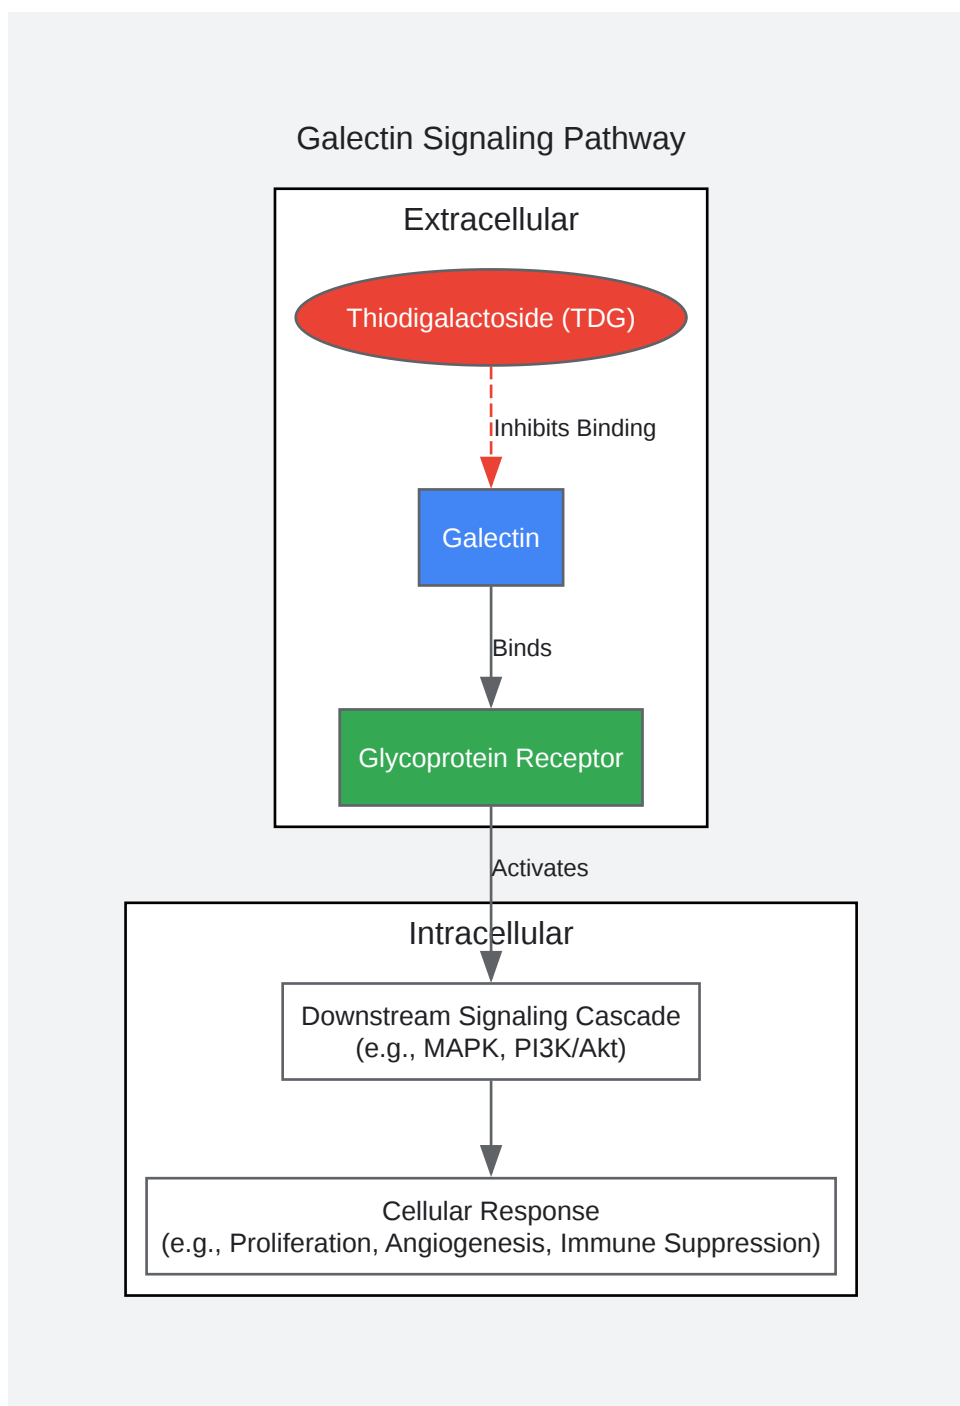 Galectin Signaling Pathway
Extracellular
Thiodigalactoside (TDG)
Inhibits Binding
Galectin
Binds
Glycoprotein Receptor
Activates
Intracellular
Downstream Signaling Cascade
(e.g., MAPK, PI3K/Akt)
Cellular Response
(e.g., Proliferation, Angiogenesis, Immune Suppression)